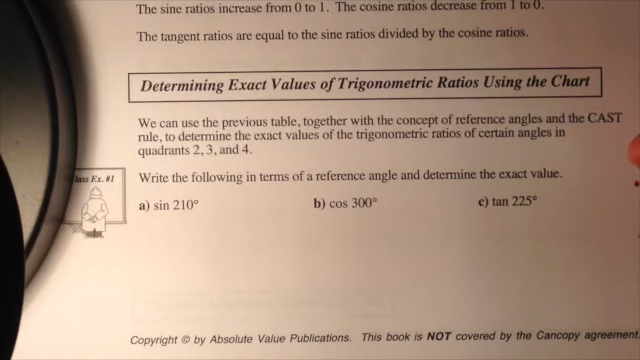 The sine ratios increase from 0 to 1. The cosine ratios decrease from 1 to 0.
The tangent ratios are equal to the sine ratios divided by the cosine ratios.
Determining Exact Values of Trigonometric Ratios Using the Chart
We can use the previous table, together with the concept of reference angles and the CAST
rule, to determine the exact values of the trigonometric ratios of certain angles in
quadrants 2, 3, and 4.
Ex. #1
Write the following in terms of a reference angle and determine the exact value.
a) sin 210° b) cos 300° c) tan 225°
Copyright © by Absolute Value Publications. This book is NOT covered by the Cancopy agreement.